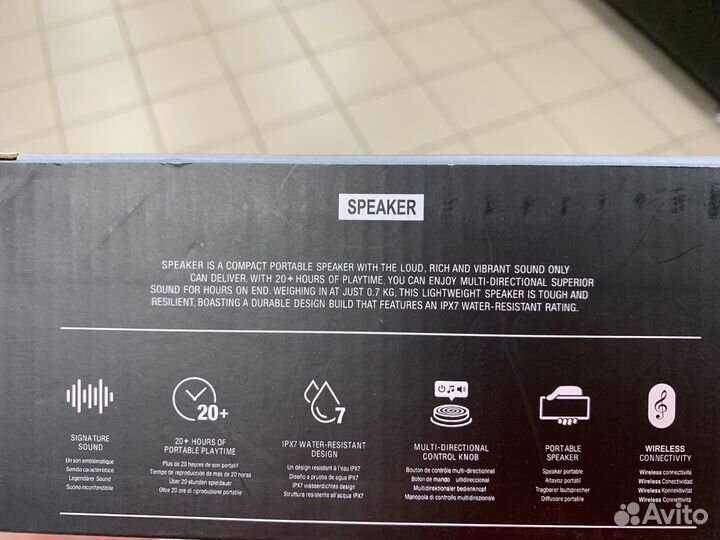 SPEAKER
SPEAKER IS A COMPACT PORTABLE SPEAKER WITH THE LOUD, RICH AND VIBRANT SOUND ONLY
CAN DELIVER. WITH 20+ HOURS OF PLAYTIME. YOU CAN ENJOY MULTI-DIRECTIONAL SUPERIOR
SOUND FOR HOURS ON END. WEIGHING IN AT JUST 0.7 KG, THIS LIGHTWEIGHT SPEAKER IS TOUGH AND
RESILIENT, BOASTING A DURABLE DESIGN BUILD THAT FEATURES AN IPX7 WATER-RESISTANT RATING.
SIGNATURE
SOUND
Un son emblématique
Sonido característico
Legendärer Sound
Suono inconfondibile
20+
20+ HOURS OF
PORTABLE PLAYTIME
Plus de 20 heures de son portatif
Tiempo de reproducción de más de 20 horas
Über 20 stunden spieldauer
Oltre 20 ore di riproduzione portatile
7
IPX7 WATER-RESISTANT
DESIGN
Un désign résistant à l'eau IPX7
Diseño a prueba de agua IPX7
IPX7 wasserdichtes design
Struttura resistente all'acqua IPX7
MULTI-DIRECTIONAL
CONTROL KNOB
Bouton de contrôle multi-directionnel
Boton de mando ultidireccional
Multidirektionaler bedienknopf
Manopola di controllo multidirezionale
PORTABLE
SPEAKER
Speaker portable
Altavoz portátil
Tragbarer lautsprecher
Diffusore portable
WIRELESS
CONNECTIVITY
Wireless connectivité
Wireless Conectividad
Wireless Konnektivität
Wireless Connettività
Avito